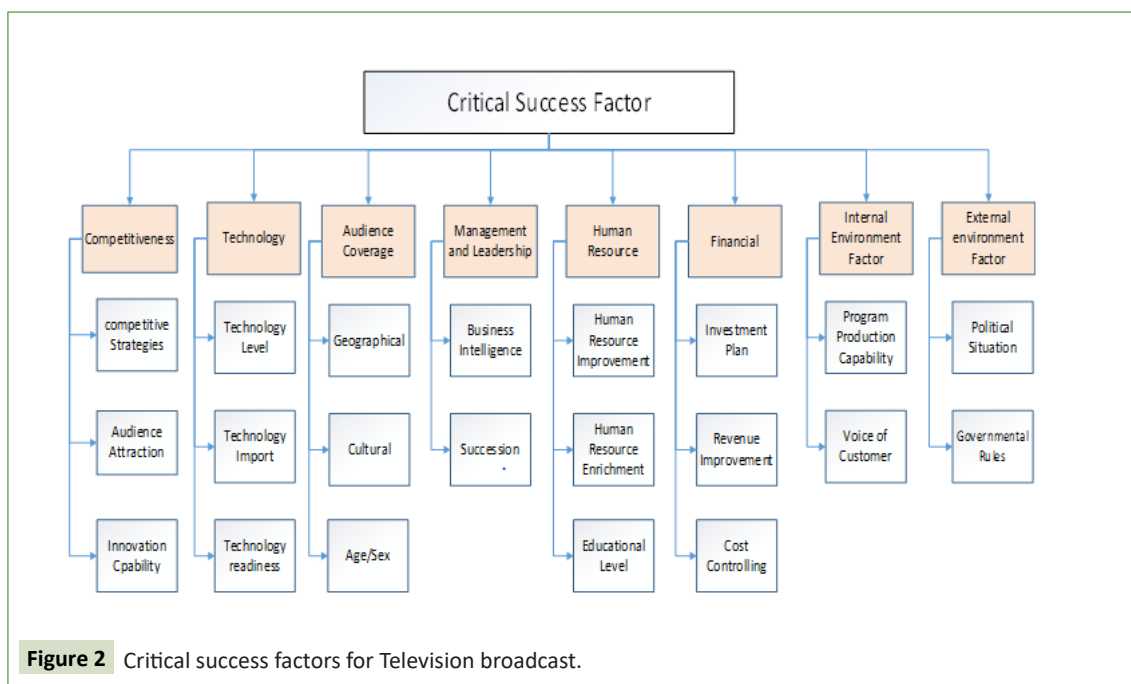 Critical Success Factor
Competitiveness
Technology
Audience
Coverage
Management
and Leadership
Human
Resource
Financial
Internal
Environment
Factor
External
environment
Factor
competitive
Strategies
Technology
Level
Geographical
Business
Intelligence
Human
Resource
Improvement
Investment
Plan
Program
Production
Capability
Political
Situation
Audience
Attraction
Technology
Import
Cultural
Succession
Human
Resource
Enrichment
Revenue
Improvement
Voice of
Customer
Governmental
Rules
Innovation
Cpability
Technology
readiness
Age/Sex
Educational
Level
Cost
Controlling
Figure 2 Critical success factors for Television broadcast.